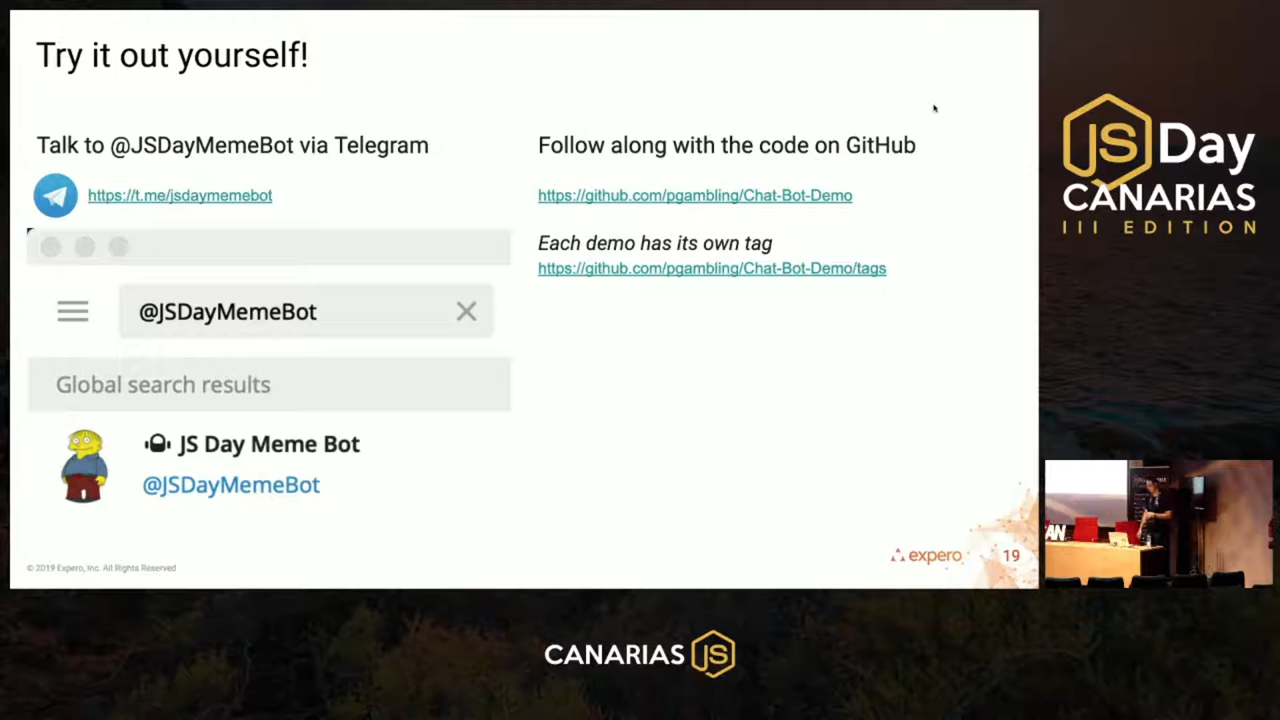 Try it out yourself!
Talk to @JSDayMemeBot via Telegram
https://t.me/jsdaymemebot
@JSDayMemeBot
Global search results
JS Day Meme Bot
@JSDayMemeBot
Follow along with the code on GitHub
https://github.com/pgambling/Chat-Bot-Demo
Each demo has its own tag
https://github.com/pgambling/Chat-Bot-Demo/tags
© 2019 Expero, Inc. All Rights Reserved
expero
19
JS Day
CANARIAS
III EDITION
AN
CANARIAS JS